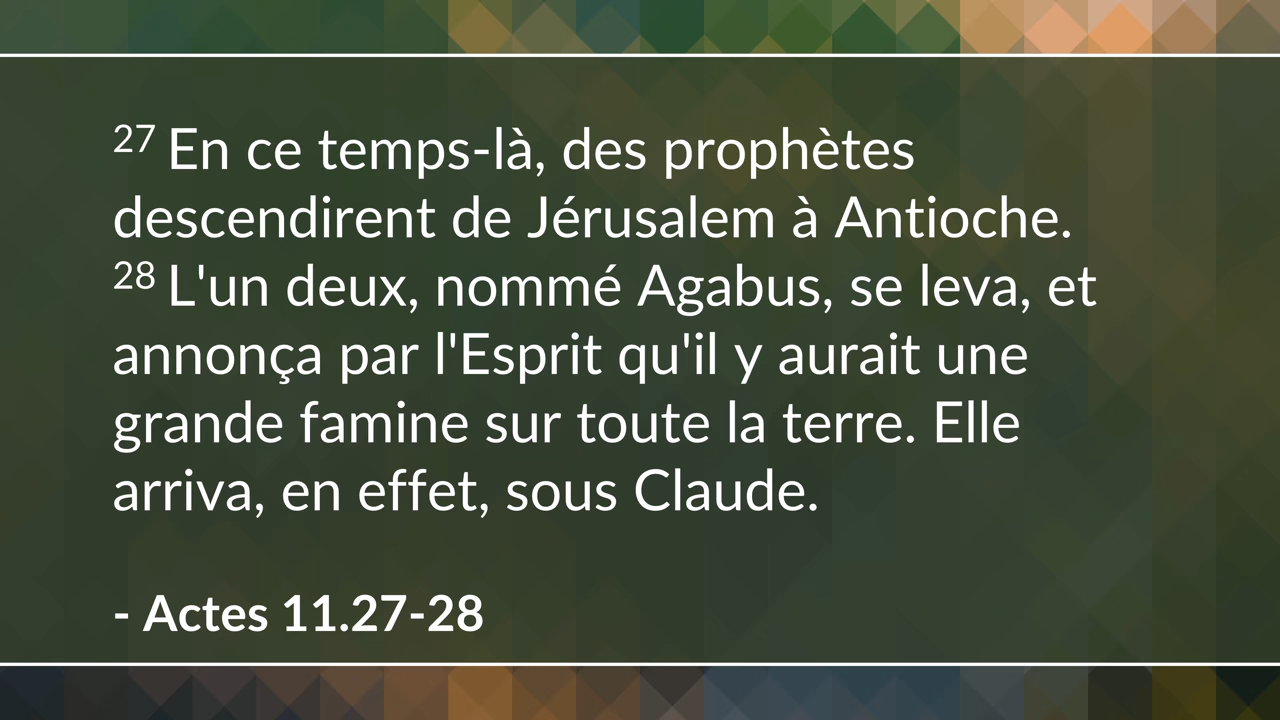 27 En ce temps-là, des prophètes
descendirent de Jérusalem à Antioche.
28 L'un deux, nommé Agabus, se leva, et
annonça par l'Esprit qu'il y aurait une
grande famine sur toute la terre. Elle
arriva, en effet, sous Claude.
- Actes 11.27-28